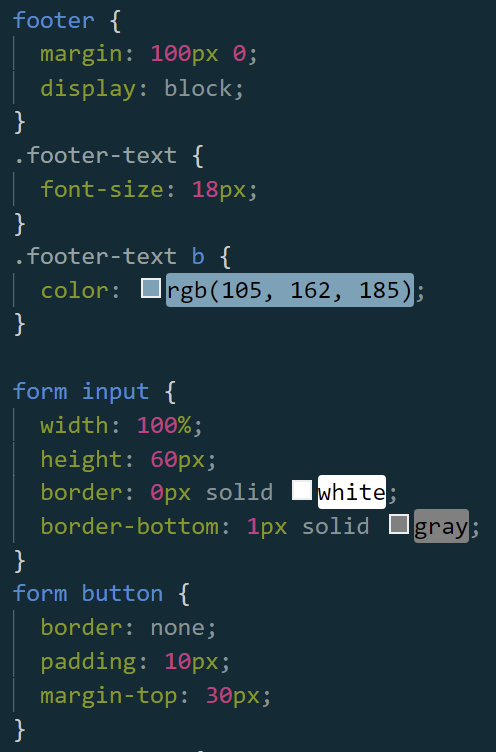 footer {
  margin: 100px 0;
  display: block;
}
.footer-text {
  font-size: 18px;
}
.footer-text b {
  color: rgb(105, 162, 185);
}

form input {
  width: 100%;
  height: 60px;
  border: 0px solid white;
  border-bottom: 1px solid gray;
}
form button {
  border: none;
  padding: 10px;
  margin-top: 30px;
}